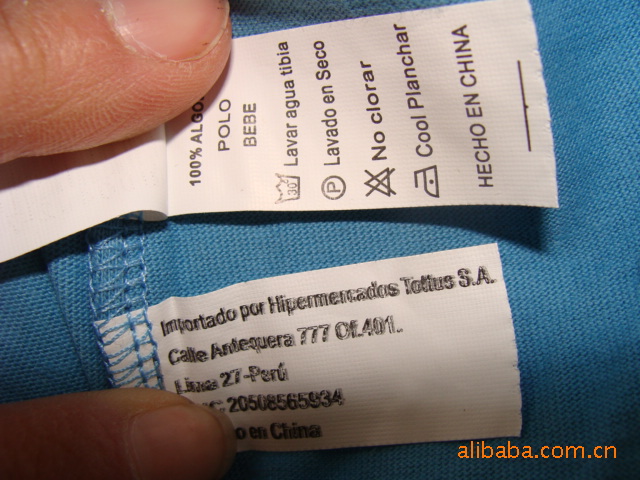 100% ALGO
POLO
BEBE
30°
Lavar agua tibia
P
Lavado en Seco
No clorar
Cool Planchar
HECHO EN CHINA
Importado por Hipermercados Tottus S.A.
Calle Antequera 777 Of.401.
Lima 27-Perú
20508565934
en China
alibaba.com.cn